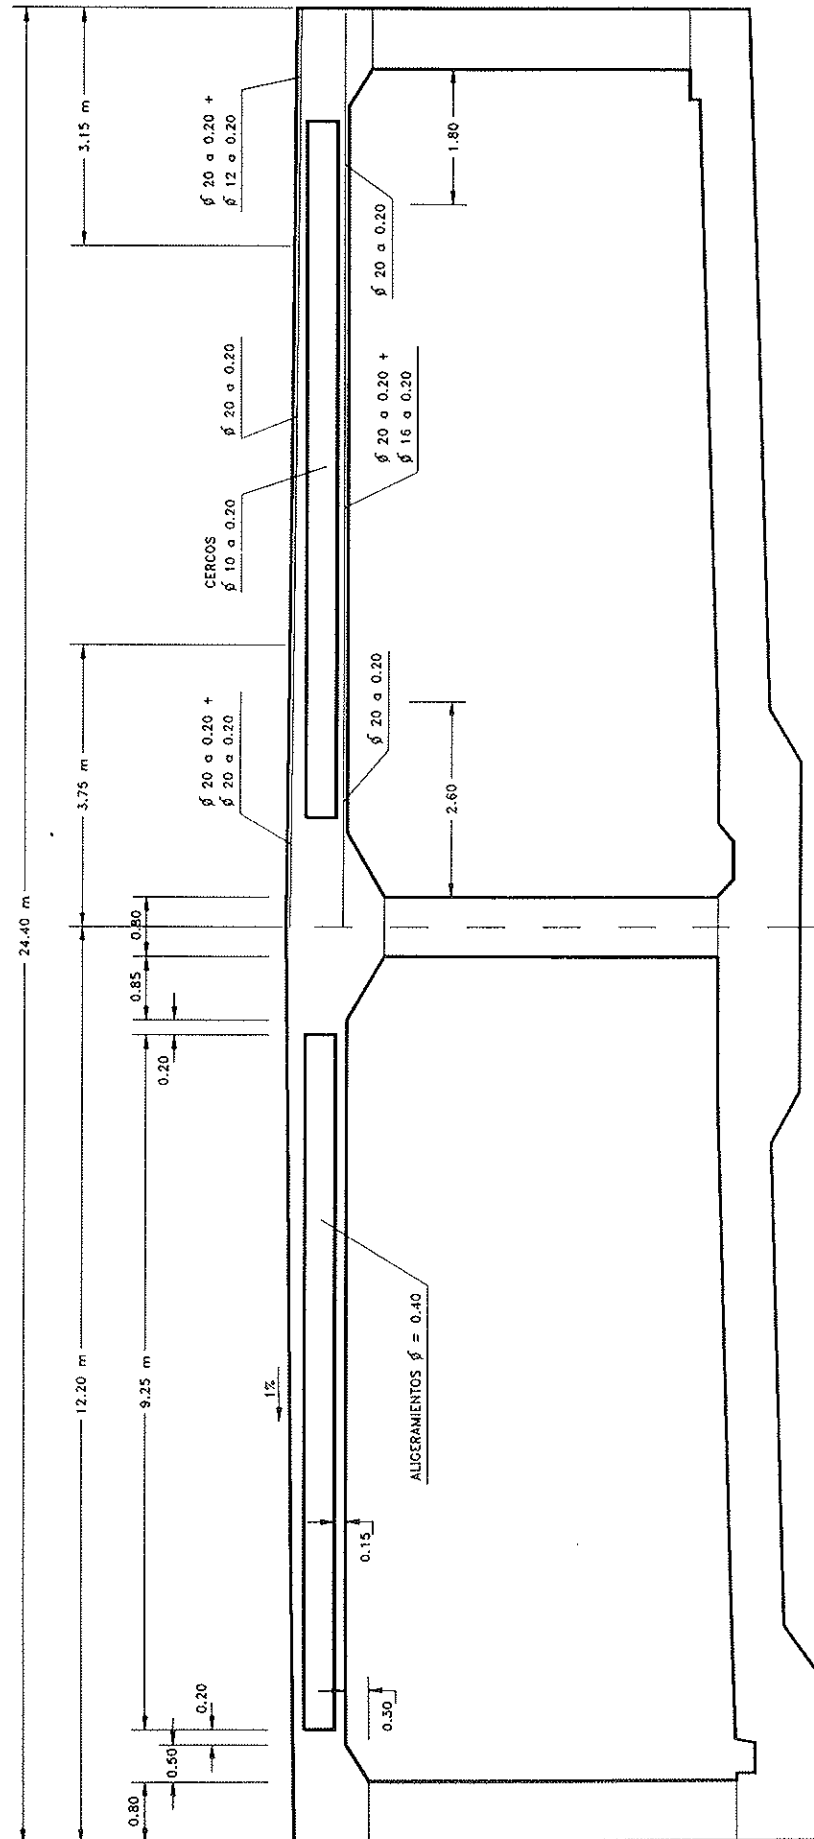 24.40 m
3.15 m
3.75 m
12.20 m
0.80
0.85
0.20
9.25 m
0.20
0.50
0.80
∅ 20 a 0.20 +
∅ 12 a 0.20
∅ 20 a 0.20
CERCOS
∅ 10 a 0.20
∅ 20 a 0.20 +
∅ 20 a 0.20
1%
1.80
∅ 20 a 0.20
∅ 20 a 0.20 +
∅ 16 a 0.20
∅ 20 a 0.20
2.60
ALIGERAMIENTOS ∅ = 0.40
0.15
0.30